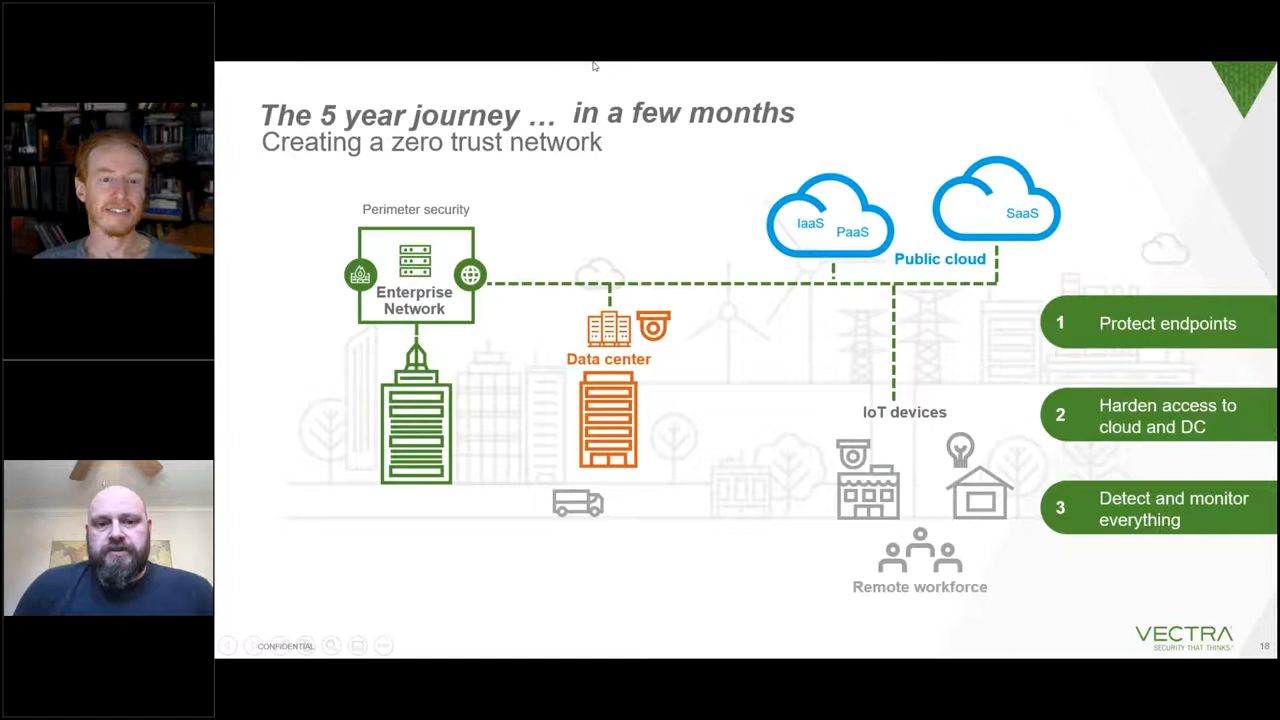 The 5 year journey … in a few months
Creating a zero trust network
Perimeter security
Enterprise
Network
Data center
IaaS
PaaS
SaaS
Public cloud
IoT devices
Remote workforce
1 Protect endpoints
2 Harden access to
cloud and DC
3 Detect and monitor
everything
CONFIDENTIAL
VECTRA
SECURITY THAT THINKS.
18